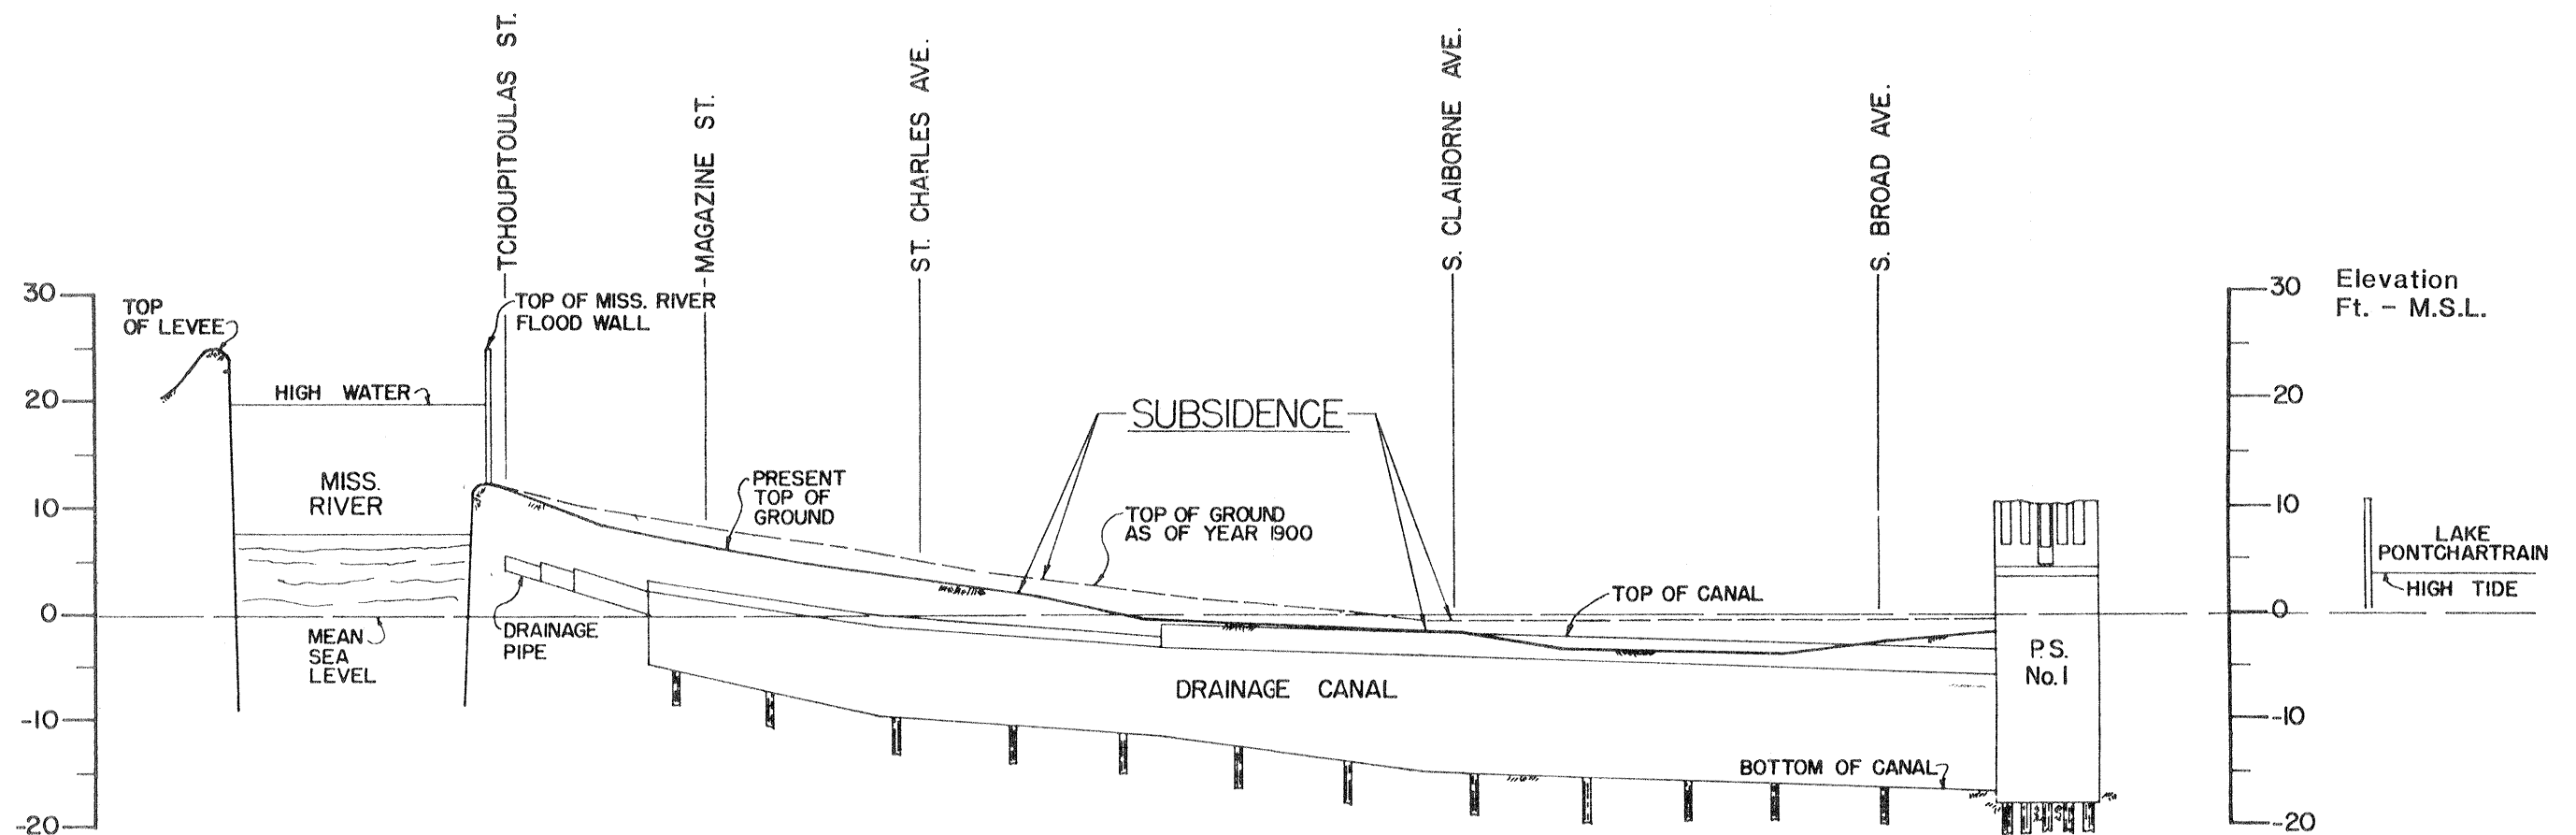 TCHOUPITOULAS ST.
MAGAZINE ST.
ST. CHARLES AVE.
S. CLAIBORNE AVE.
S. BROAD AVE.
30
20
10
0
-10
-20
TOP
OF LEVEE
TOP OF MISS. RIVER
FLOOD WALL
HIGH WATER
MISS.
RIVER
MEAN
SEA
LEVEL
DRAINAGE
PIPE
PRESENT
TOP OF
GROUND
SUBSIDENCE
TOP OF GROUND
AS OF YEAR 1900
TOP OF CANAL
DRAINAGE CANAL
BOTTOM OF CANAL
P.S.
No. 1
30
20
10
0
-10
-20
Elevation
Ft. - M.S.L.
LAKE
PONTCHARTRAIN
HIGH TIDE